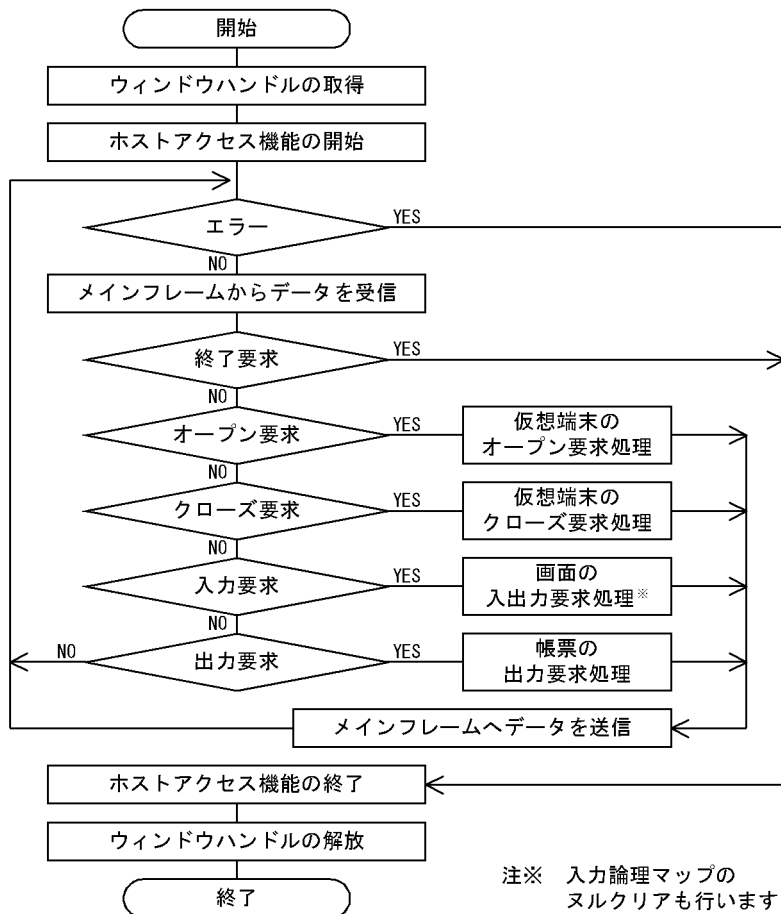 開始
ウィンドウハンドルの取得
ホストアクセス機能の開始
エラー
YES
NO
メインフレームからデータを受信
終了要求
YES
NO
オープン要求
YES
仮想端末の
オープン要求処理
NO
クローズ要求
YES
仮想端末の
クローズ要求処理
NO
入力要求
YES
画面の
入出力要求処理※
NO
NO
出力要求
YES
帳票の
出力要求処理
メインフレームへデータを送信
ホストアクセス機能の終了
ウィンドウハンドルの解放
終了
注※ 入力論理マップの
ヌルクリアも行います